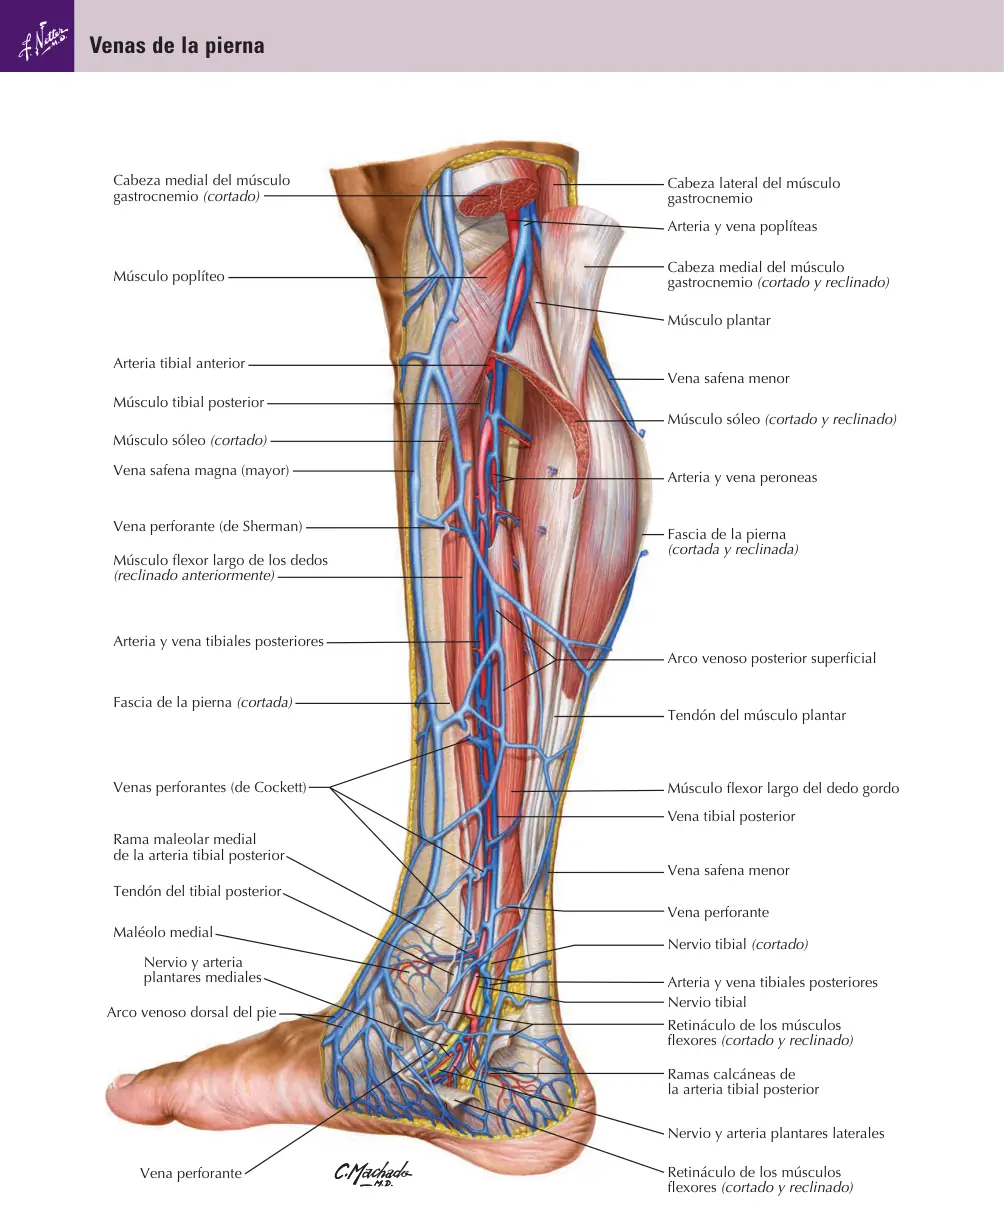 F. Netter M.D.
Venas de la pierna
Cabeza medial del músculo
gastrocnemio (cortado)
Músculo poplíteo
Arteria tibial anterior
Músculo tibial posterior
Músculo sóleo (cortado)
Vena safena magna (mayor)
Vena perforante (de Sherman)
Músculo flexor largo de los dedos
(reclinado anteriormente)
Arteria y vena tibiales posteriores
Fascia de la pierna (cortada)
Venas perforantes (de Cockett)
Rama maleolar medial
de la arteria tibial posterior
Tendón del tibial posterior
Maléolo medial
Nervio y arteria
plantares mediales
Arco venoso dorsal del pie
Vena perforante
Cabeza lateral del músculo
gastrocnemio
Arteria y vena poplíteas
Cabeza medial del músculo
gastrocnemio (cortado y reclinado)
Músculo plantar
Vena safena menor
Músculo sóleo (cortado y reclinado)
Arteria y vena peroneas
Fascia de la pierna
(cortada y reclinada)
Arco venoso posterior superficial
Tendón del músculo plantar
Músculo flexor largo del dedo gordo
Vena tibial posterior
Vena safena menor
Vena perforante
Nervio tibial (cortado)
Arteria y vena tibiales posteriores
Nervio tibial
Retináculo de los músculos
flexores (cortado y reclinado)
Ramas calcáneas de
la arteria tibial posterior
Nervio y arteria plantares laterales
Retináculo de los músculos
flexores (cortado y reclinado)
C. Machado
M.D.